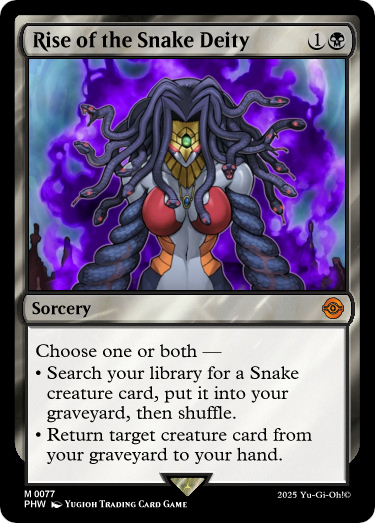 Rise of the Snake Deity 1
Sorcery
Choose one or both —
• Search your library for a Snake
creature card, put it into your
graveyard, then shuffle.
• Return target creature card from
your graveyard to your hand.
M 0077
PHW YUGIOH TRADING CARD GAME
2025 Yu-Gi-Oh!©